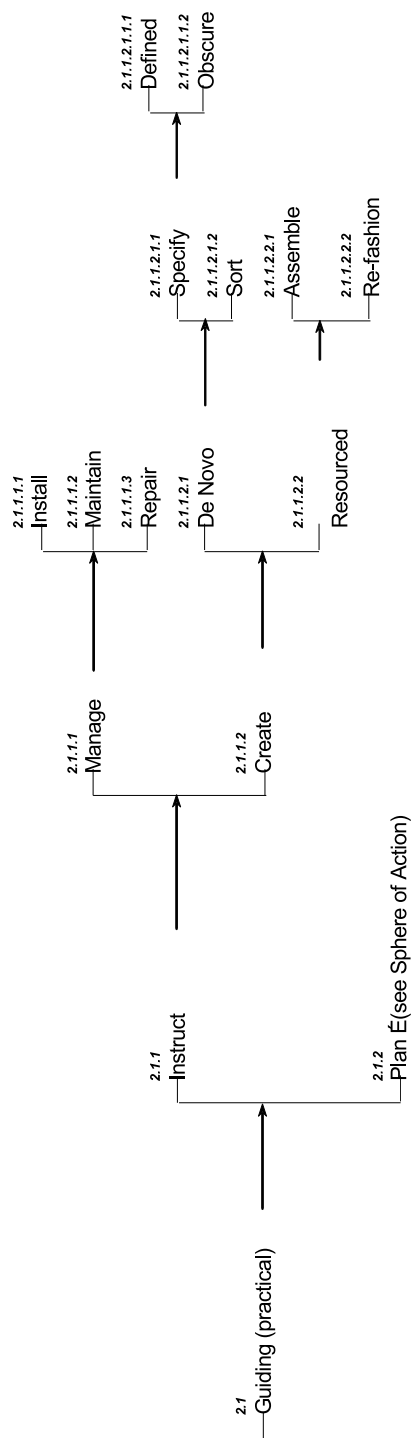 2.1
Guiding (practical)
2.1.1
Instruct
2.1.2
Plan É(see Sphere of Action)
2.1.1.1
Manage
2.1.1.2
Create
2.1.1.1.1
Install
2.1.1.1.2
Maintain
2.1.1.1.3
Repair
2.1.1.2.1
De Novo
2.1.1.2.2
Resourced
2.1.1.2.1.1
Specify
2.1.1.2.1.2
Sort
2.1.1.2.2.1
Assemble
2.1.1.2.2.2
Re-fashion
2.1.1.2.1.1.1
Defined
2.1.1.2.1.1.2
Obscure